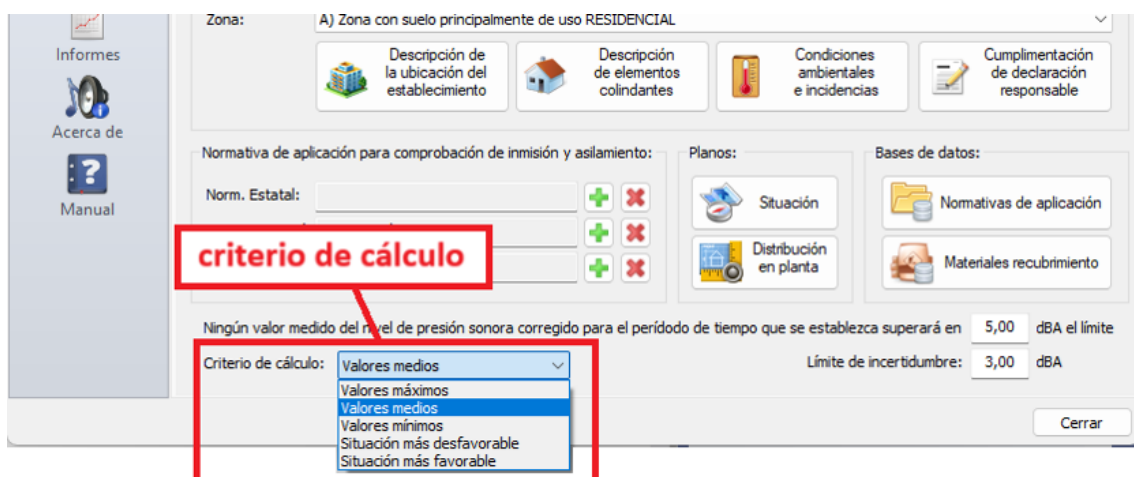 Informes
Acerca de
Manual
Zona:
A) Zona con suelo principalmente de uso RESIDENCIAL
Descripción de
la ubicación del
establecimiento
Descripción
de elementos
colindantes
Condiciones
ambientales
e incidencias
Cumplimentación
de declaración
responsable
Normativa de aplicación para comprobación de inmisión y asilamiento:
Norm. Estatal:
criterio de cálculo
Planos:
Situación
Distribución
en planta
Bases de datos:
Normativas de aplicación
Materiales recubrimiento
Ningún valor medido del nivel de presión sonora corregido para el perídodo de tiempo que se establezca superará en 5,00 dBA el límite
Criterio de cálculo: Valores medios
Límite de incertidumbre: 3,00 dBA
Valores máximos
Valores medios
Valores mínimos
Situación más desfavorable
Situación más favorable
Cerrar